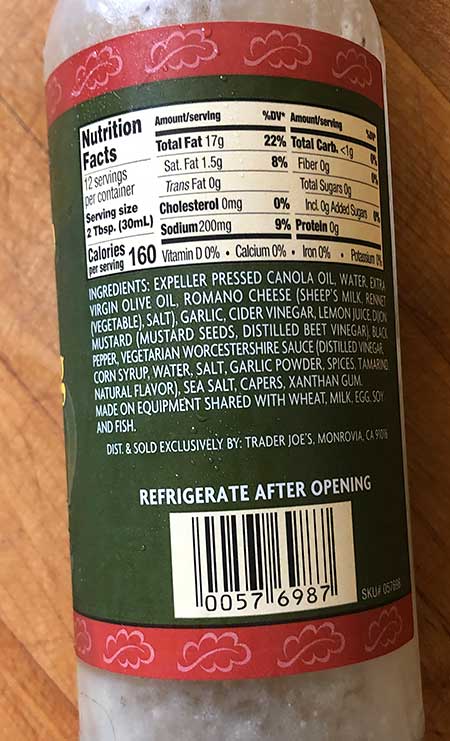 Nutrition Facts
12 servings per container
Serving size
2 Tbsp. (30mL)
Calories per serving 160
Amount/serving %DV*
Total Fat 17g 22%
Sat. Fat 1.5g 8%
Trans Fat 0g
Cholesterol 0mg 0%
Sodium 200mg 9%
Amount/serving %DV*
Total Carb. <1g 0%
Fiber 0g 0%
Total Sugars 0g
Incl. 0g Added Sugars 0%
Protein 0g
Vitamin D 0% • Calcium 0% • Iron 0% • Potassium 0%
INGREDIENTS: EXPELLER PRESSED CANOLA OIL, WATER, EXTRA
VIRGIN OLIVE OIL, ROMANO CHEESE (SHEEP'S MILK, RENNET
(VEGETABLE), SALT), GARLIC, CIDER VINEGAR, LEMON JUICE, DIJON
MUSTARD (MUSTARD SEEDS, DISTILLED BEET VINEGAR), BLACK
PEPPER, VEGETARIAN WORCESTERSHIRE SAUCE (DISTILLED VINEGAR,
CORN SYRUP, WATER, SALT, GARLIC POWDER, SPICES, TAMARIND,
NATURAL FLAVOR), SEA SALT, CAPERS, XANTHAN GUM.
MADE ON EQUIPMENT SHARED WITH WHEAT, MILK, EGG, SOY
AND FISH.
DIST. & SOLD EXCLUSIVELY BY: TRADER JOE'S, MONROVIA, CA 91016
REFRIGERATE AFTER OPENING
0057 6987
SKU#